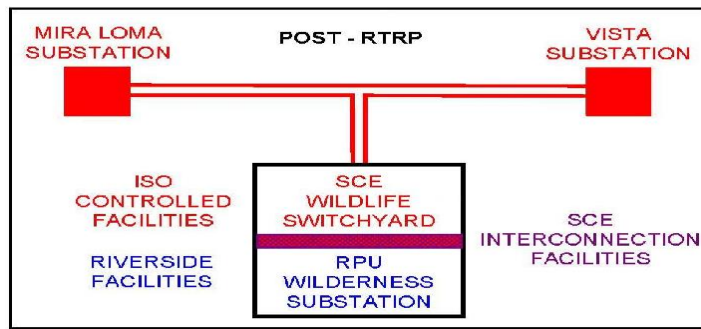 MIRA LOMA
SUBSTATION
POST - RTRP
VISTA
SUBSTATION
ISO
CONTROLLED
FACILITIES
SCE
WILDLIFE
SWITCHYARD
SCE
INTERCONNECTION
FACILITIES
RIVERSIDE
FACILITIES
RPU
WILDERNESS
SUBSTATION